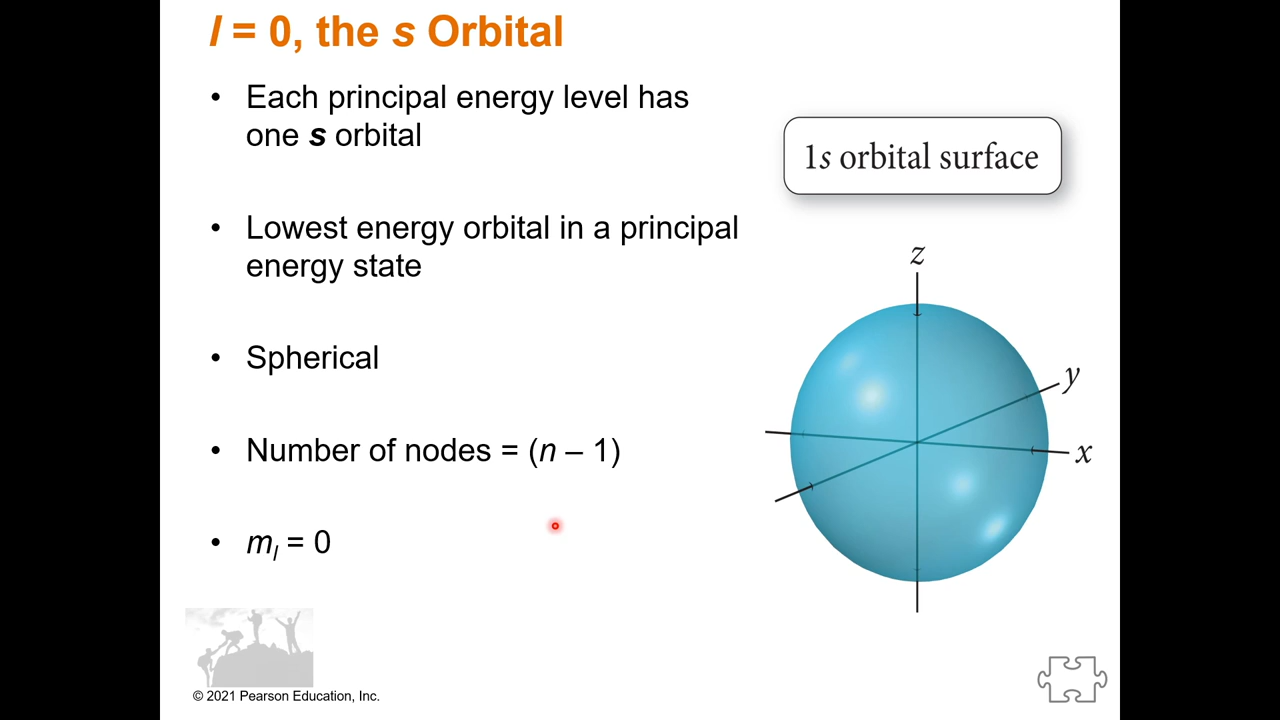 l = 0, the s Orbital
• Each principal energy level has
one s orbital
• Lowest energy orbital in a principal
energy state
• Spherical
• Number of nodes = (n – 1)
• ml = 0
1s orbital surface
z
y
x
© 2021 Pearson Education, Inc.